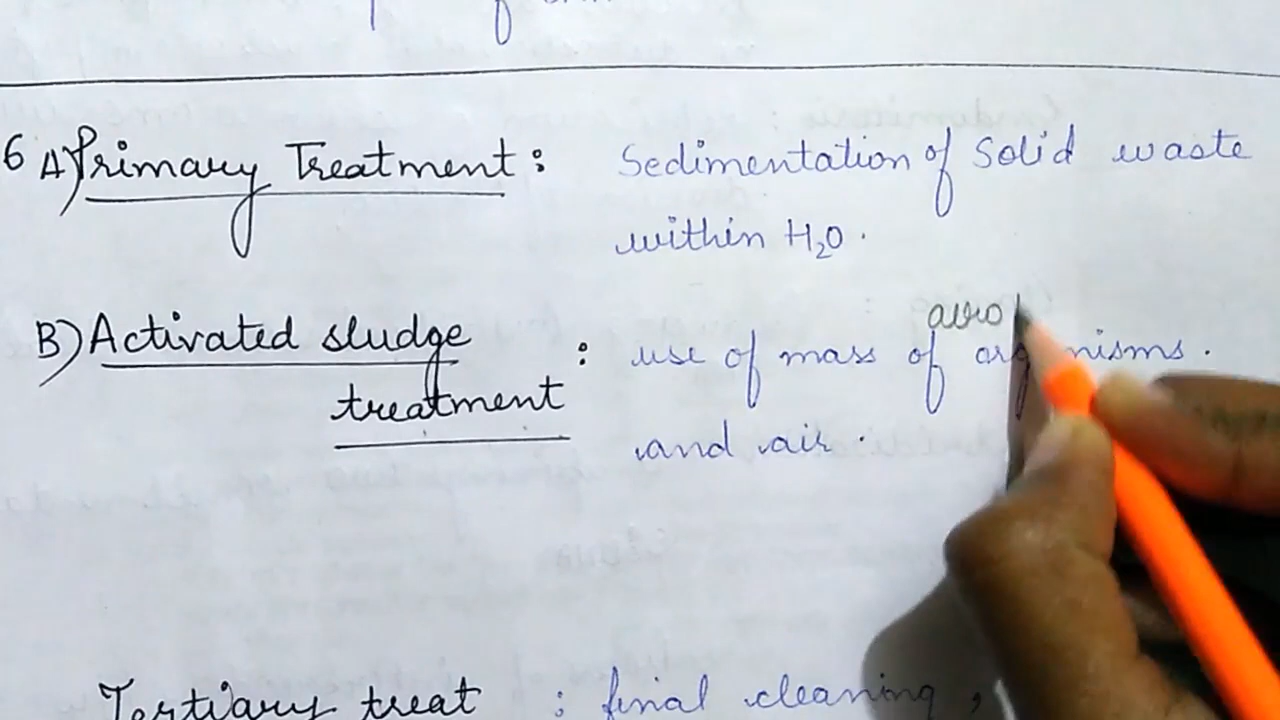 6 A) Primary Treatment : Sedimentation of Solid waste
within H₂O .
B) Activated sludge : use of mass of organisms .
aero
treatment and air .
Tertiary treat : final cleaning ,